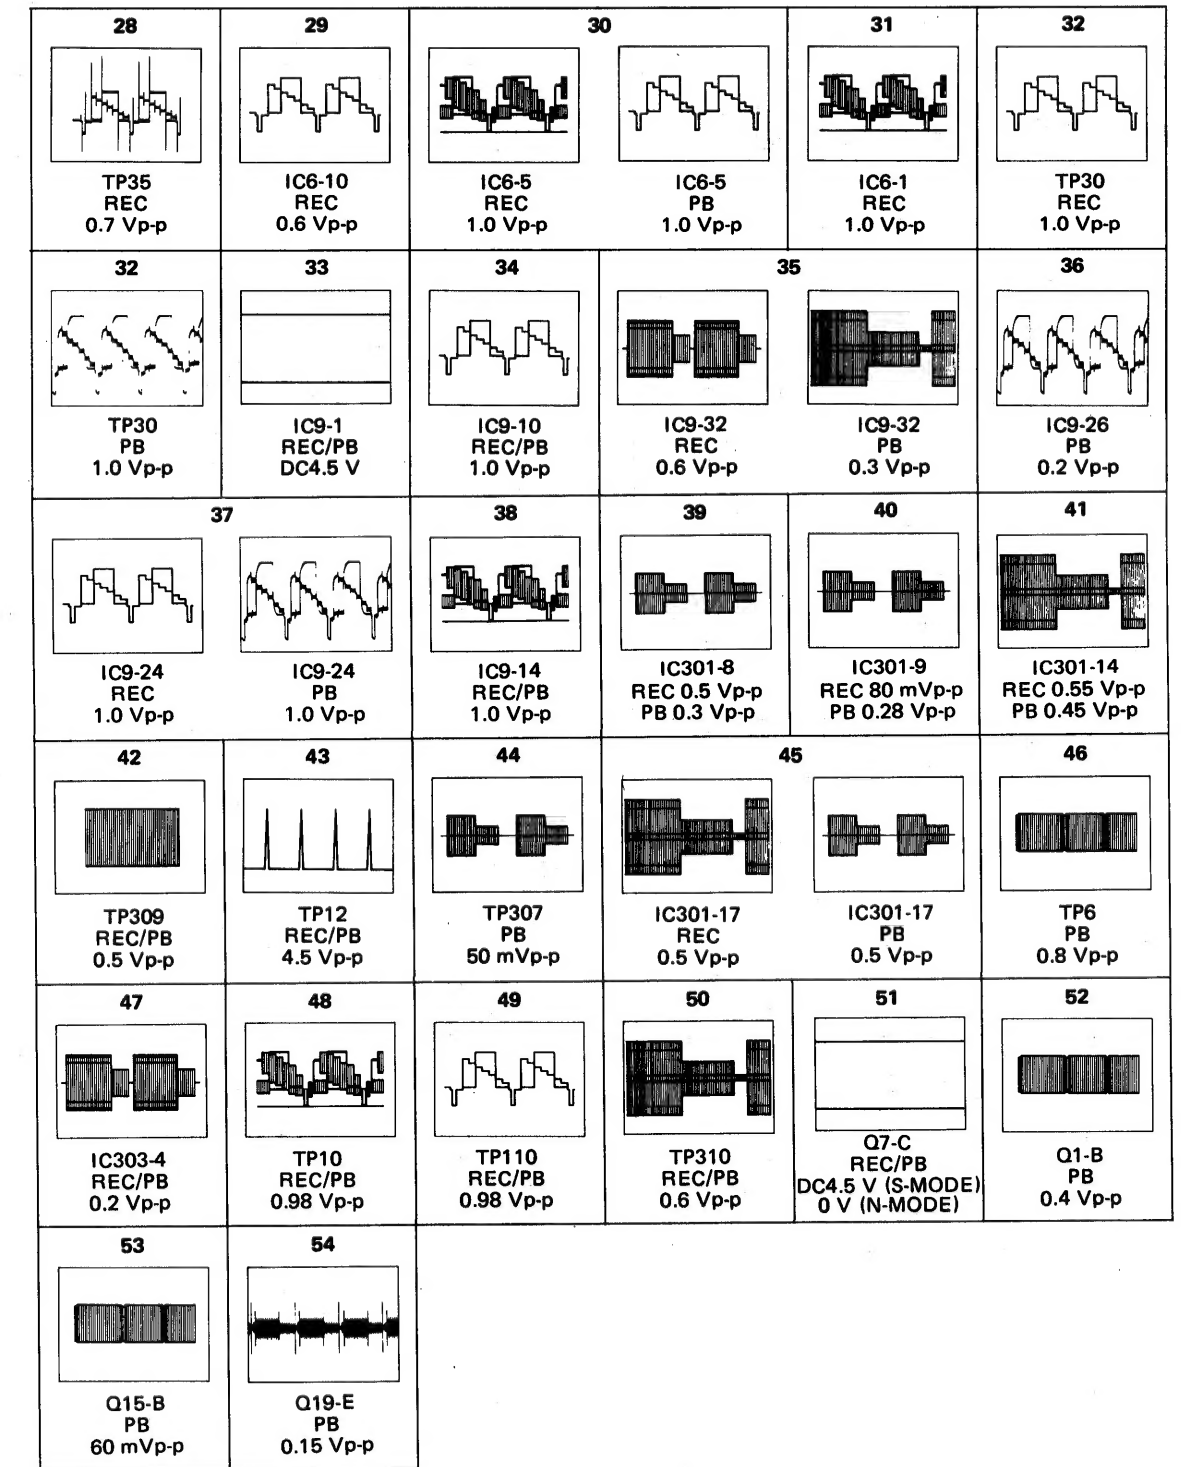 28
TP35
REC
0.7 Vp-p
29
IC6-10
REC
0.6 Vp-p
30
IC6-5
REC
1.0 Vp-p
IC6-5
PB
1.0 Vp-p
31
IC6-1
REC
1.0 Vp-p
32
TP30
REC
1.0 Vp-p
32
TP30
PB
1.0 Vp-p
33
IC9-1
REC/PB
DC4.5 V
34
IC9-10
REC/PB
1.0 Vp-p
35
IC9-32
REC
0.6 Vp-p
IC9-32
PB
0.3 Vp-p
36
IC9-26
PB
0.2 Vp-p
37
IC9-24
REC
1.0 Vp-p
IC9-24
PB
1.0 Vp-p
38
IC9-14
REC/PB
1.0 Vp-p
39
IC301-8
REC 0.5 Vp-p
PB 0.3 Vp-p
40
IC301-9
REC 80 mVp-p
PB 0.28 Vp-p
41
IC301-14
REC 0.55 Vp-p
PB 0.45 Vp-p
42
TP309
REC/PB
0.5 Vp-p
43
TP12
REC/PB
4.5 Vp-p
44
TP307
PB
50 mVp-p
45
IC301-17
REC
0.5 Vp-p
IC301-17
PB
0.5 Vp-p
46
TP6
PB
0.8 Vp-p
47
IC303-4
REC/PB
0.2 Vp-p
48
TP10
REC/PB
0.98 Vp-p
49
TP110
REC/PB
0.98 Vp-p
50
TP310
REC/PB
0.6 Vp-p
51
Q7-C
REC/PB
DC4.5 V (S-MODE)
0 V (N-MODE)
52
Q1-B
PB
0.4 Vp-p
53
Q15-B
PB
60 mVp-p
54
Q19-E
PB
0.15 Vp-p